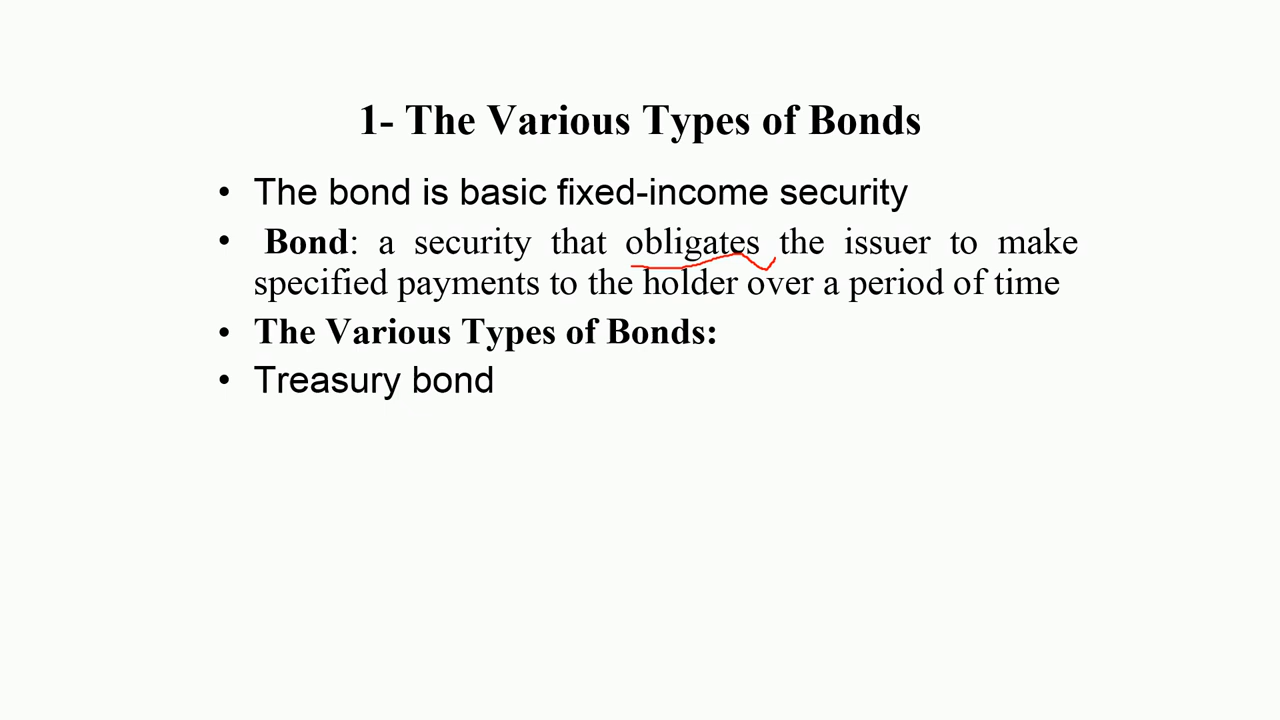 1- The Various Types of Bonds
• The bond is basic fixed-income security
• Bond: a security that obligates the issuer to make
specified payments to the holder over a period of time
• The Various Types of Bonds:
• Treasury bond